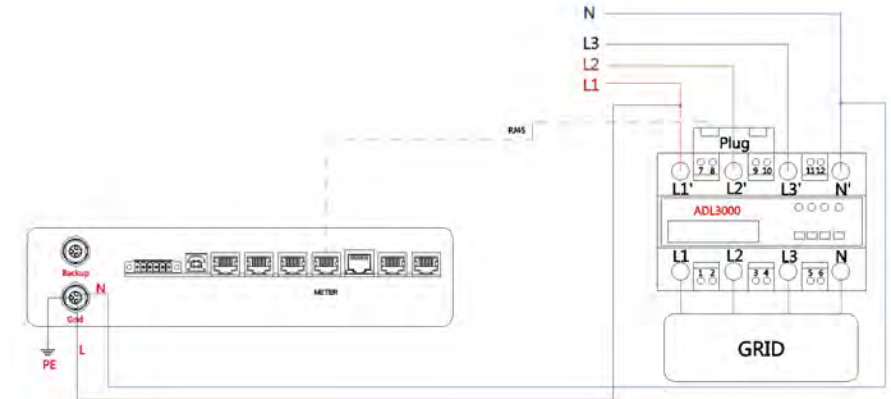 N
L3
L2
L1
RJ45
Plug
7 8
9 10
11 12
L1' L2' L3' N'
ADL3000
L1 L2 L3 N
1 2
3 4
5 6
GRID
Backup
N
METER
Grid
L
PE